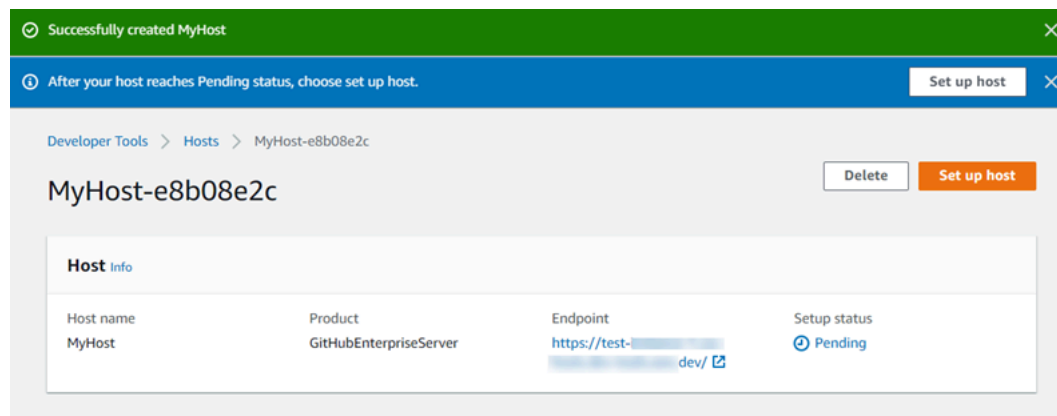 Successfully created MyHost
After your host reaches Pending status, choose set up host.
Set up host
Developer Tools > Hosts > MyHost-e8b08e2c
MyHost-e8b08e2c
Delete
Set up host
Host Info
Host name
Product
Endpoint
Setup status
MyHost
GitHubEnterpriseServer
https://test-
dev/
Pending